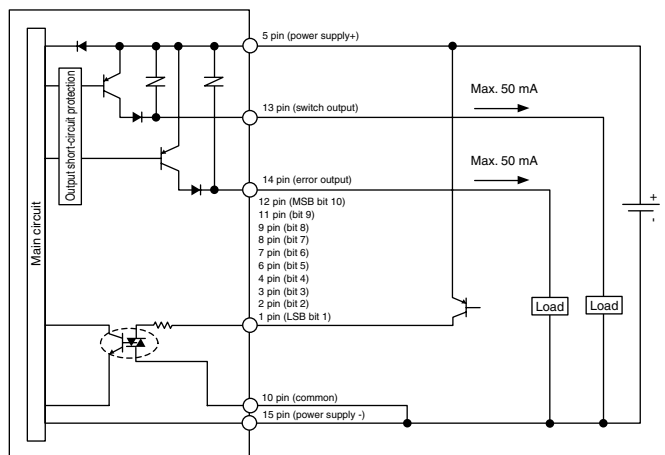 5 pin (power supply+)
13 pin (switch output)
Max. 50 mA
14 pin (error output)
Max. 50 mA
12 pin (MSB bit 10)
11 pin (bit 9)
9 pin (bit 8)
8 pin (bit 7)
7 pin (bit 6)
6 pin (bit 5)
4 pin (bit 4)
3 pin (bit 3)
2 pin (bit 2)
1 pin (LSB bit 1)
10 pin (common)
15 pin (power supply -)
Main circuit
Output short-circuit protection
Load
Load
+
-